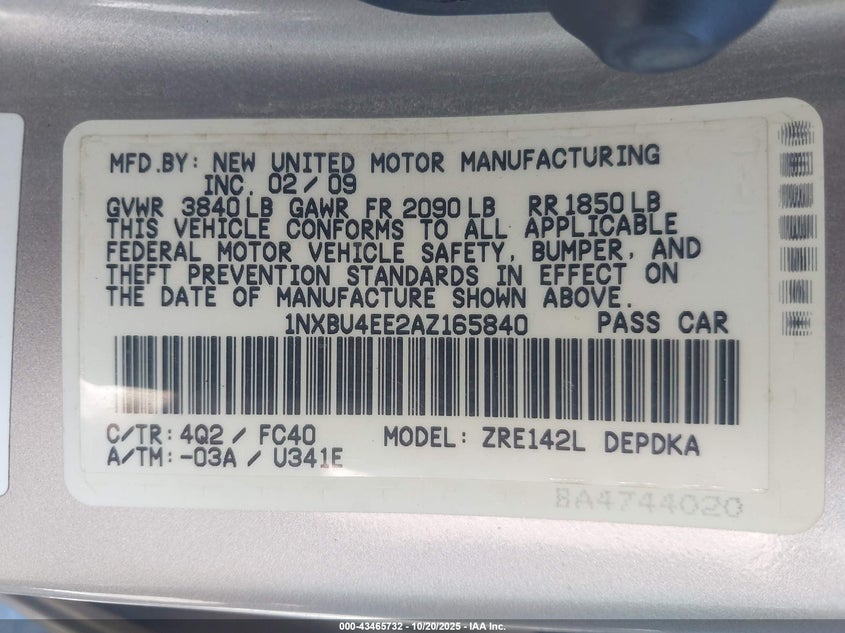 MFD.BY: NEW UNITED MOTOR MANUFACTURING
INC. 02/09
GVWR 3840LB GAWR FR 2090LB RR 1850LB
THIS VEHICLE CONFORMS TO ALL APPLICABLE
FEDERAL MOTOR VEHICLE SAFETY, BUMPER, AND
THEFT PREVENTION STANDARDS IN EFFECT ON
THE DATE OF MANUFACTURE SHOWN ABOVE.
1NXBU4EE2AZ165840 PASS CAR
C/TR: 4Q2 / FC40 MODEL: ZRE142L DEPDKA
A/TM: -03A / U341E
BA4744020
000-43465732 - 10/20/2025 - IAA Inc.